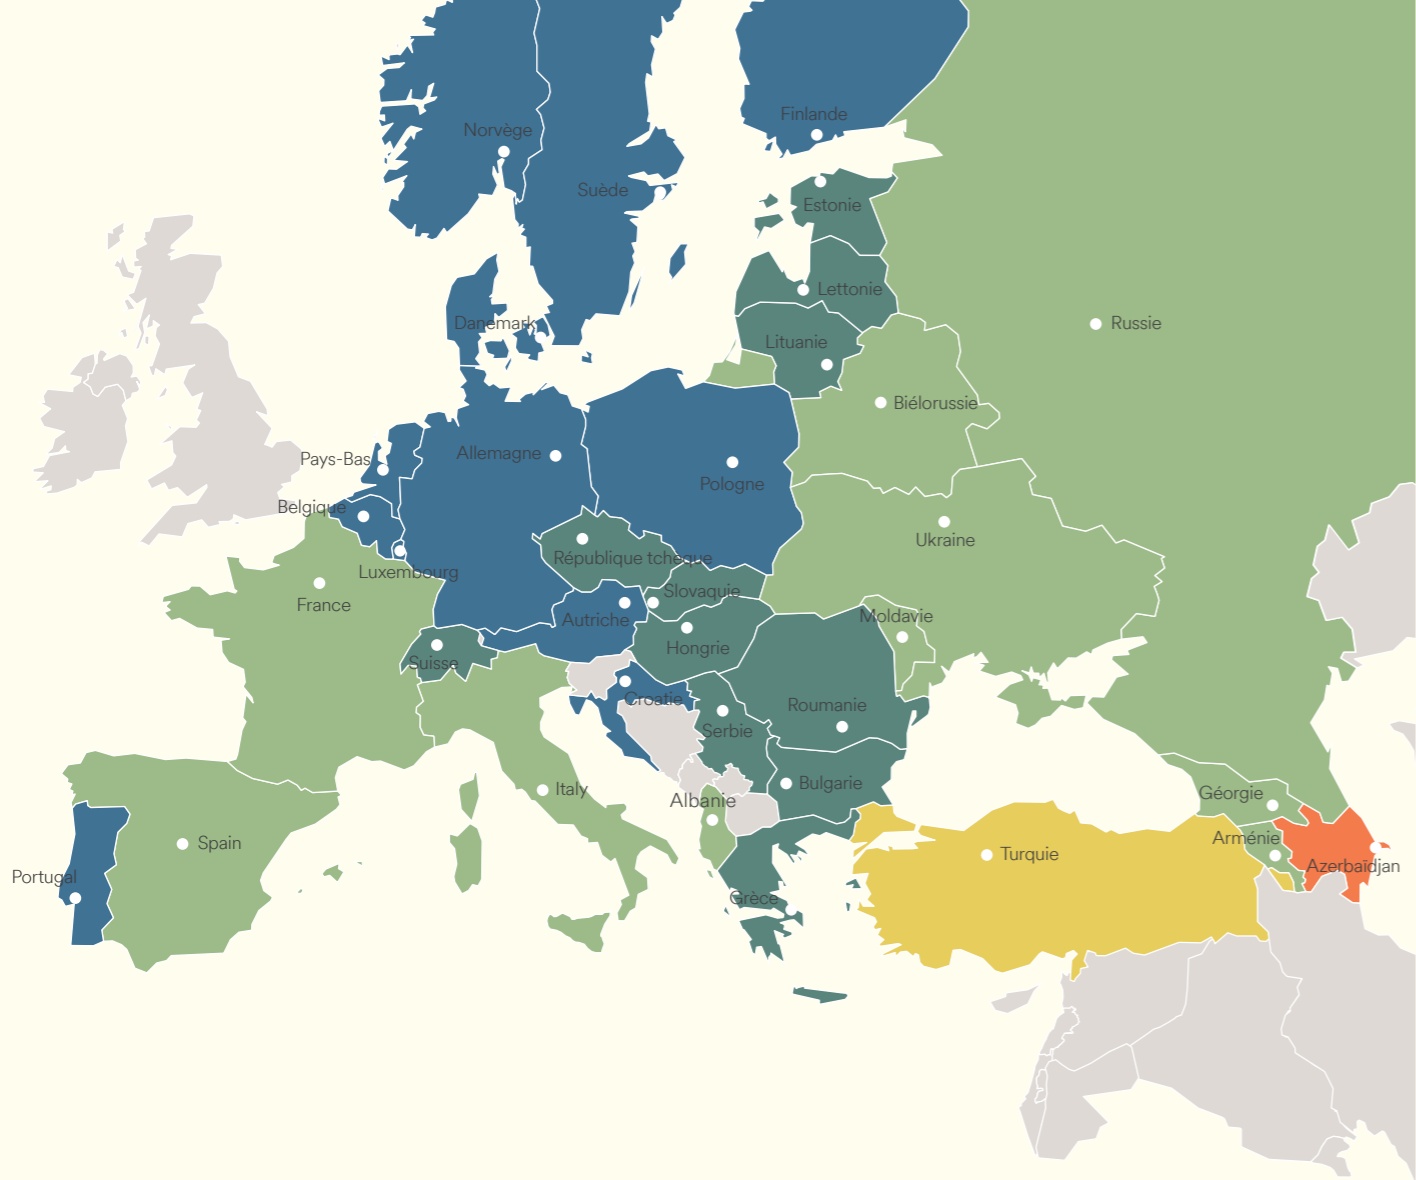 Finlande
Norvège
Suède
Estonie
Lettonie
Danemark
Russie
Lituanie
Biélorussie
Allemagne
Pays-Bas
Pologne
Belgique
Ukraine
République tchèque
Luxembourg
Slovaquie
France
Moldavie
Autriche
Hongrie
Suisse
Croatie
Roumanie
Serbie
Bulgarie
Italy
Géorgie
Albanie
Arménie
Spain
Turquie
Azerbaïdjan
Portugal
Grèce